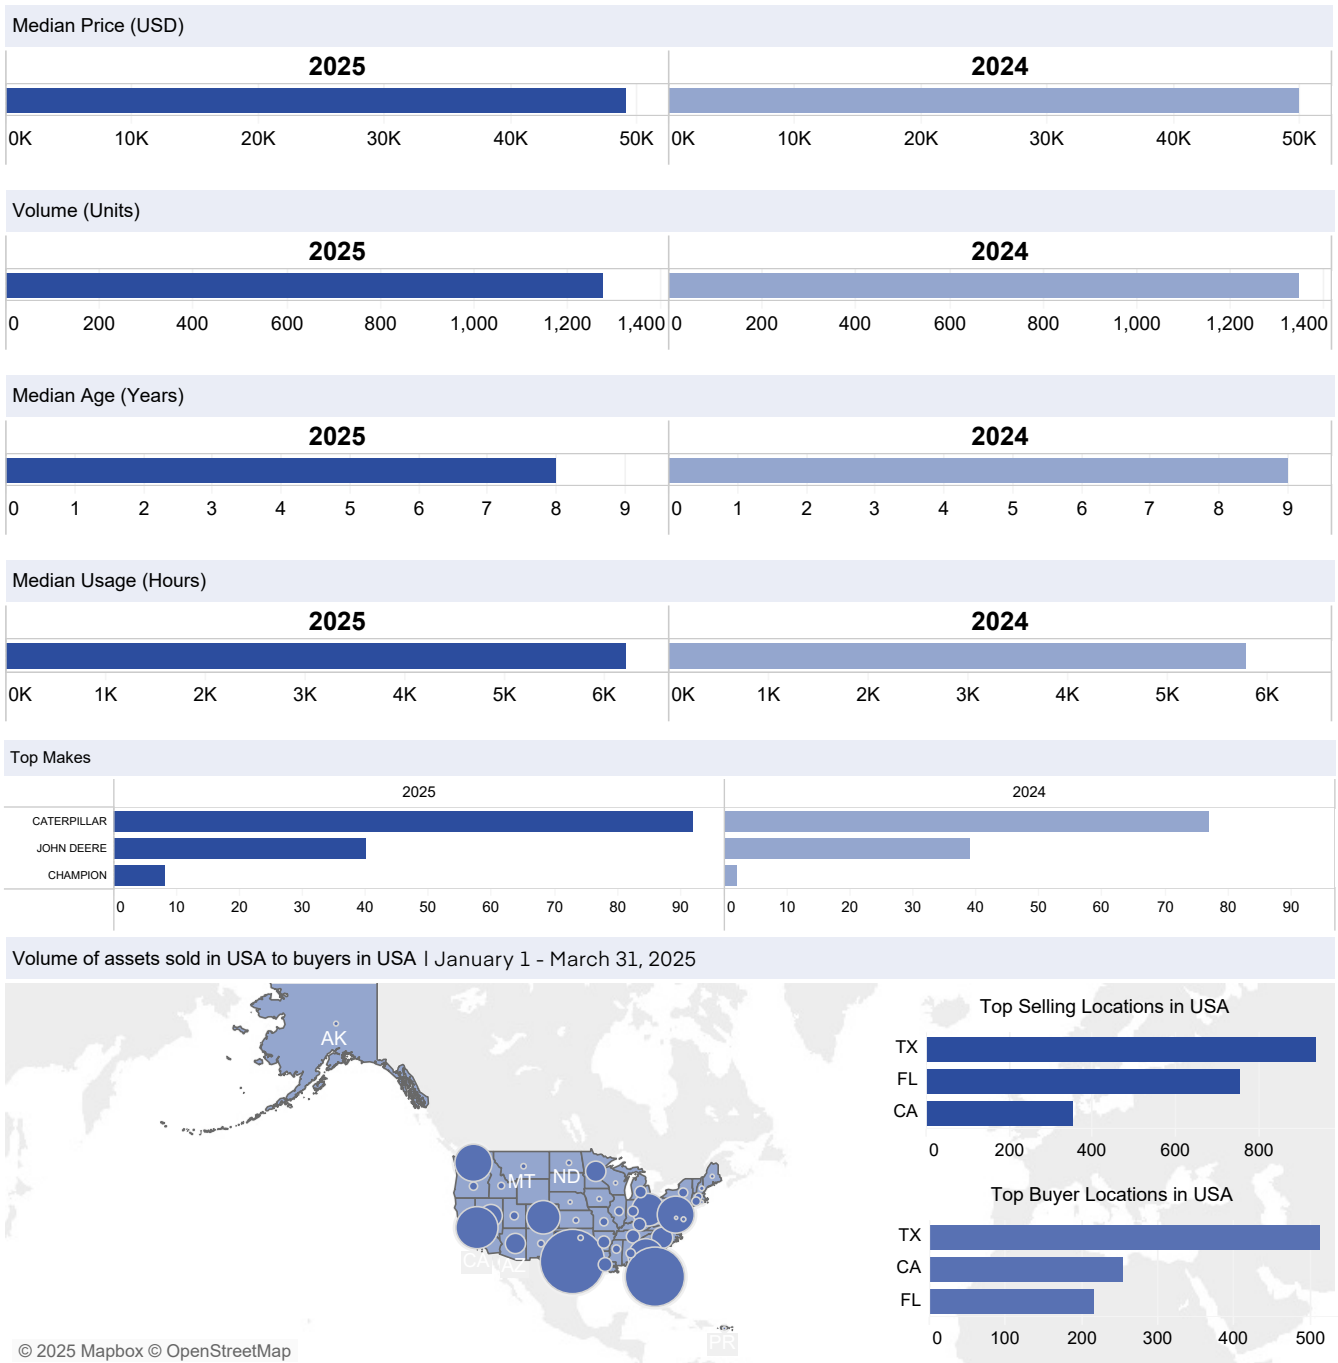 Median Price (USD)
2025 2024
0K 10K 20K 30K 40K 50K 0K 10K 20K 30K 40K 50K
Volume (Units)
2025 2024
0 200 400 600 800 1,000 1,200 1,400 0 200 400 600 800 1,000 1,200 1,400
Median Age (Years)
2025 2024
0 1 2 3 4 5 6 7 8 9 0 1 2 3 4 5 6 7 8 9
Median Usage (Hours)
2025 2024
0K 1K 2K 3K 4K 5K 6K 0K 1K 2K 3K 4K 5K 6K
Top Makes
2025 2024
CATERPILLAR
JOHN DEERE
CHAMPION
0 10 20 30 40 50 60 70 80 90 0 10 20 30 40 50 60 70 80 90
Volume of assets sold in USA to buyers in USA | January 1 - March 31, 2025
AK
MT ND
CA AZ
PR
Top Selling Locations in USA
TX
FL
CA
0 200 400 600 800
Top Buyer Locations in USA
TX
CA
FL
0 100 200 300 400 500
© 2025 Mapbox © OpenStreetMap